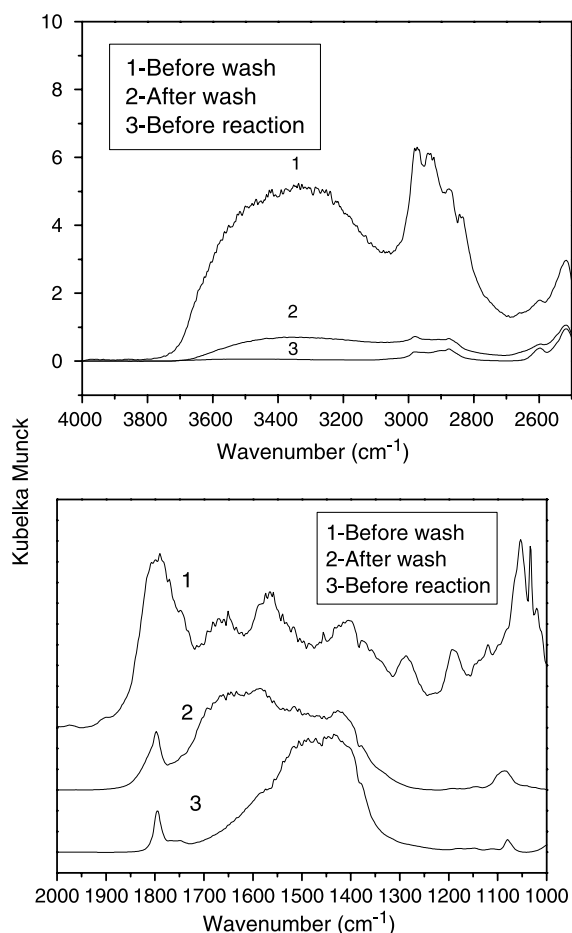 10
8
6
4
2
0
1-Before wash
2-After wash
3-Before reaction
1
2
3
4000 3800 3600 3400 3200 3000 2800 2600
Wavenumber (cm-1)
Kubelka Munck
1-Before wash
2-After wash
3-Before reaction
1
2
3
2000 1900 1800 1700 1600 1500 1400 1300 1200 1100 1000
Wavenumber (cm-1)